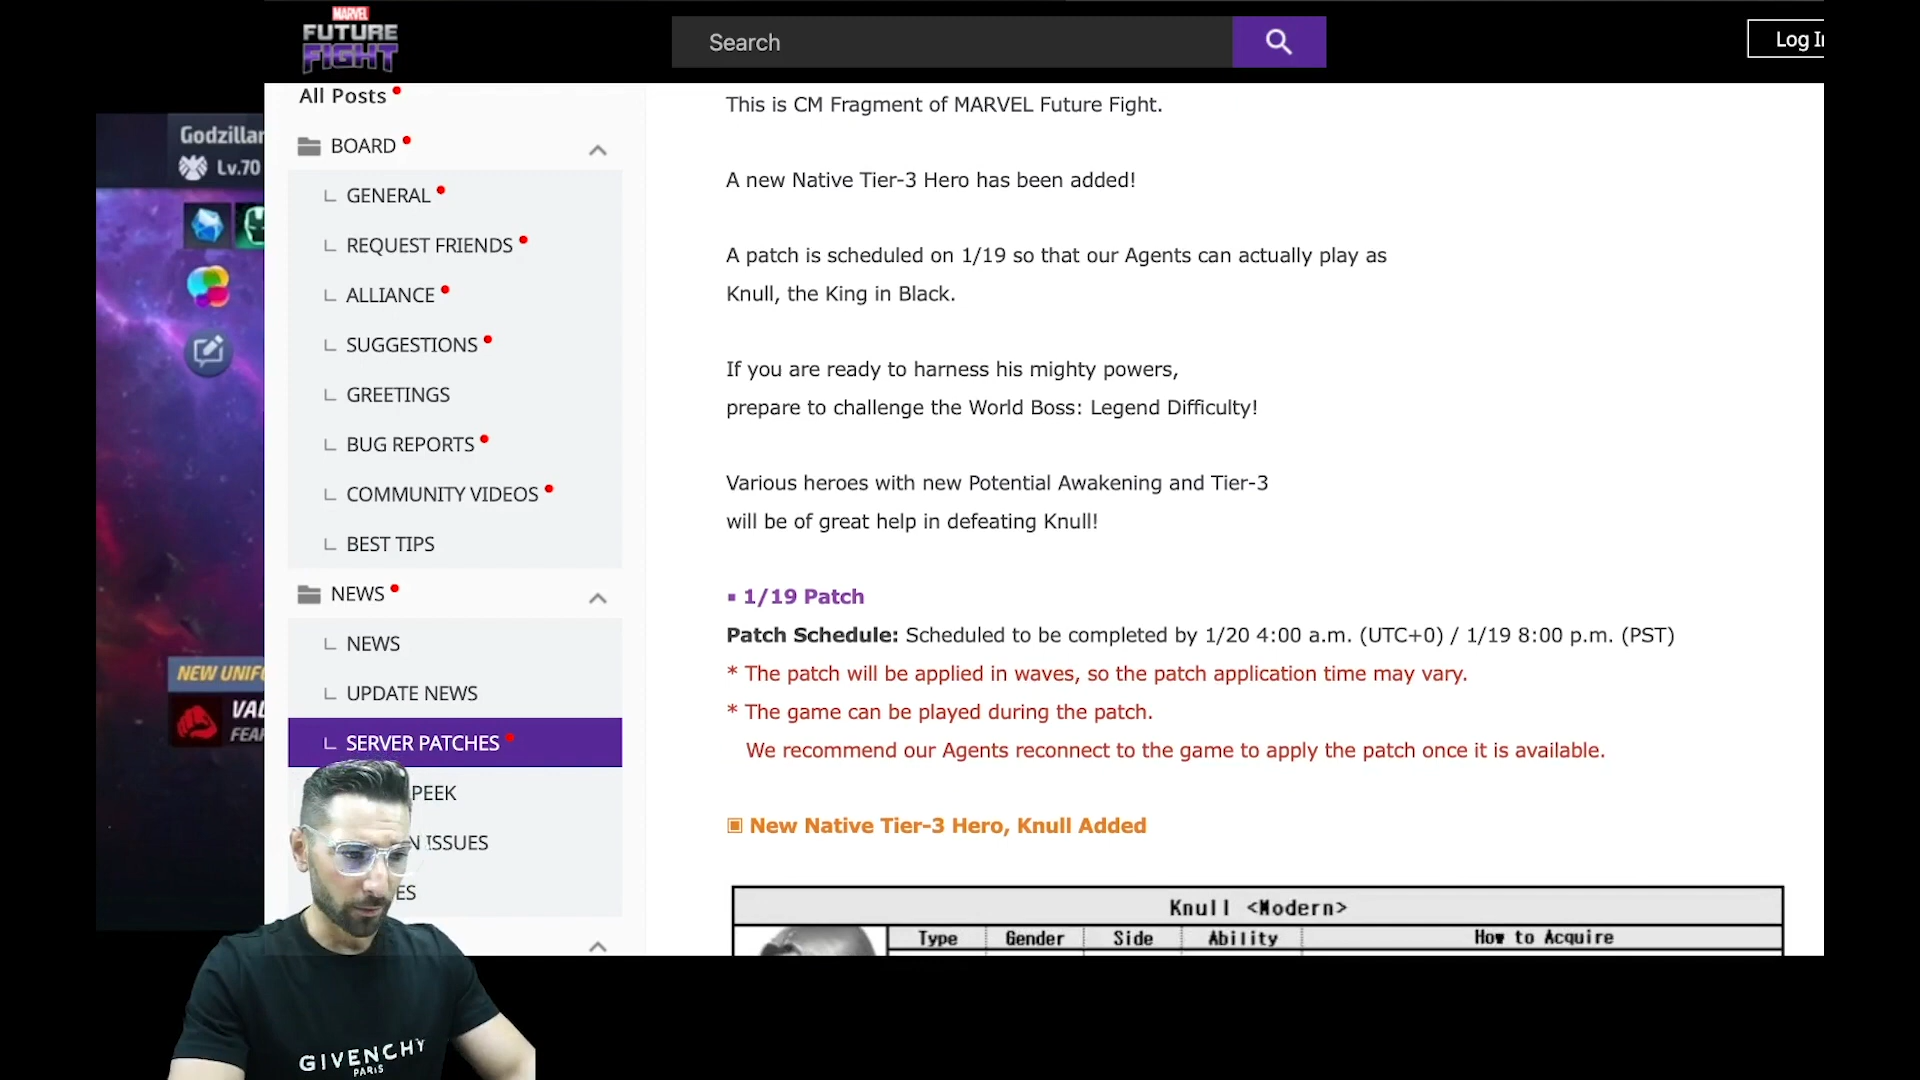 MARVEL
FUTURE
FIGHT
Search
All Posts
BOARD
GENERAL
REQUEST FRIENDS
ALLIANCE
SUGGESTIONS
GREETINGS
BUG REPORTS
COMMUNITY VIDEOS
BEST TIPS
NEWS
NEWS
UPDATE NEWS
SERVER PATCHES
PEEK
ISSUES
Lv.70
This is CM Fragment of MARVEL Future Fight.
A new Native Tier-3 Hero has been added!
A patch is scheduled on 1/19 so that our Agents can actually play as
Knull, the King in Black.
If you are ready to harness his mighty powers,
prepare to challenge the World Boss: Legend Difficulty!
Various heroes with new Potential Awakening and Tier-3
will be of great help in defeating Knull!
▪ 1/19 Patch
Patch Schedule: Scheduled to be completed by 1/20 4:00 a.m. (UTC+0) / 1/19 8:00 p.m. (PST)
* The patch will be applied in waves, so the patch application time may vary.
* The game can be played during the patch.
We recommend our Agents reconnect to the game to apply the patch once it is available.
▣ New Native Tier-3 Hero, Knull Added
Knull <Modern>
Type Gender Side Ability How to Acquire
NEW
GIVENCHY
PARIS